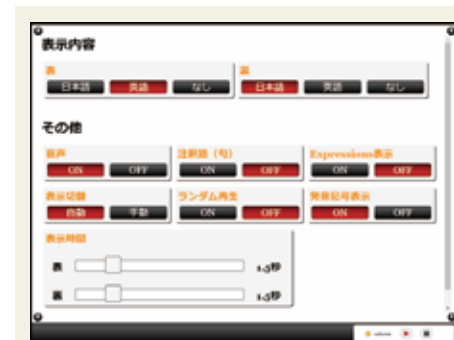 表示内容
表
日本語 英語 なし
裏
日本語 英語 なし
その他
音声
ON OFF
注釈語（句）
ON OFF
Expressions表示
ON OFF
表示切替
自動 手動
ランダム再生
ON OFF
発音記号表示
ON OFF
表示時間
表 1.5秒
裏 1.5秒